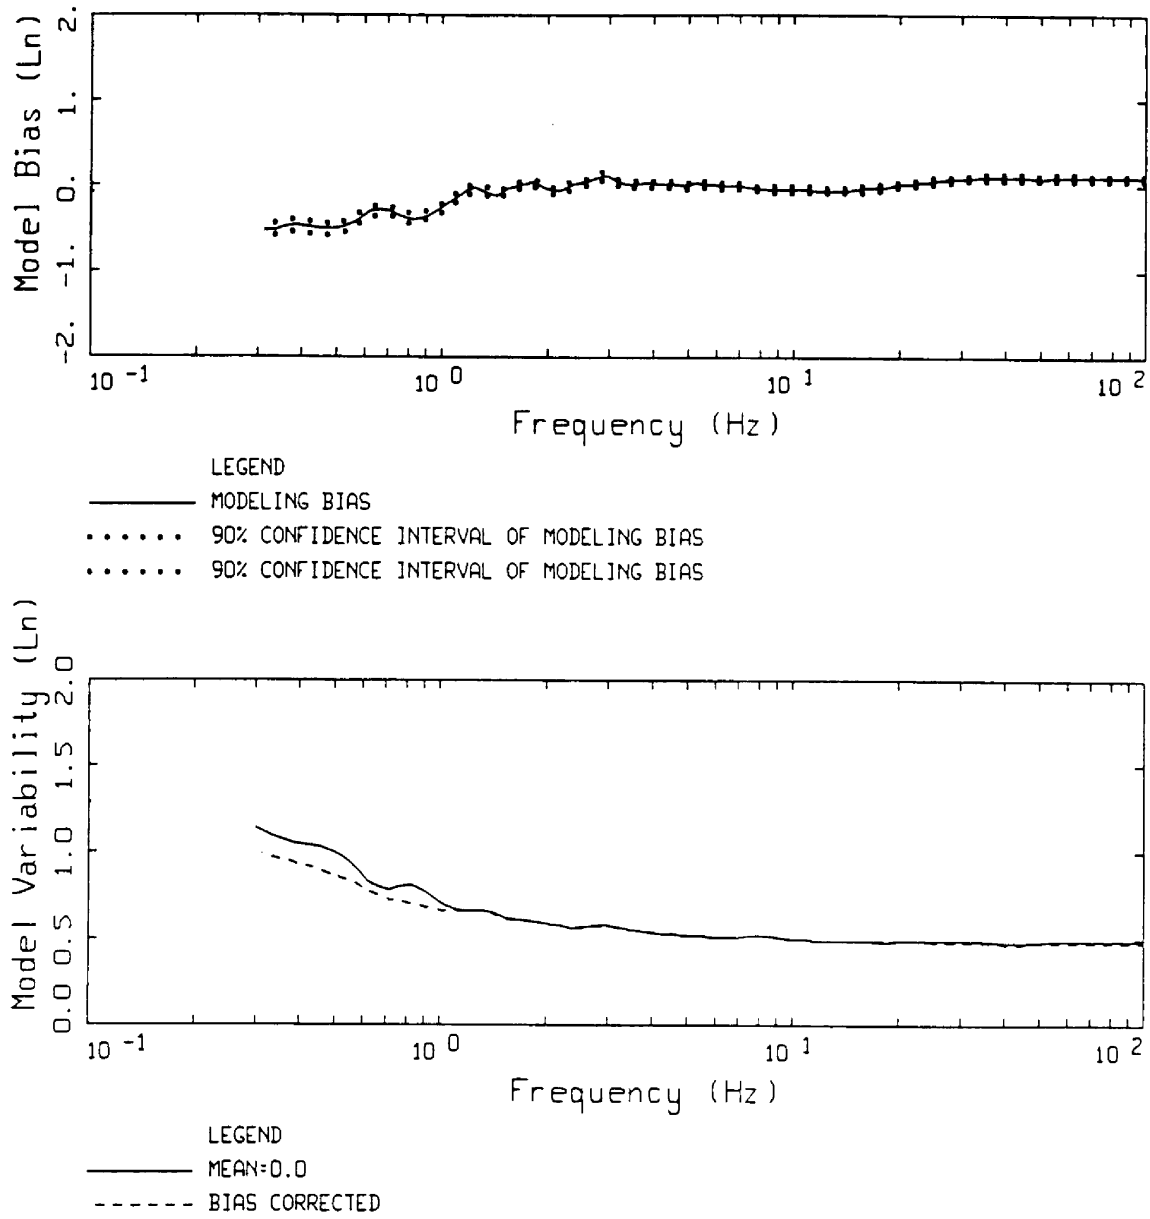 Model Bias (Ln)
2.
1.
0.
-1.
-2.
10^-1 10^0 10^1 10^2
Frequency (Hz)
LEGEND
MODELING BIAS
90% CONFIDENCE INTERVAL OF MODELING BIAS
90% CONFIDENCE INTERVAL OF MODELING BIAS
Model Variability (Ln)
2.0
1.5
1.0
0.5
0.0
10^-1 10^0 10^1 10^2
Frequency (Hz)
LEGEND
MEAN=0.0
BIAS CORRECTED